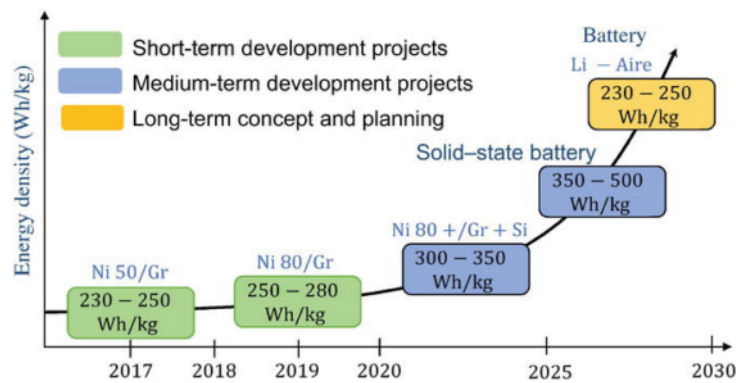 Energy density (Wh/kg)
Short-term development projects
Medium-term development projects
Long-term concept and planning
Battery
Li – Aire
230 – 250
Wh/kg
Solid–state battery
350 – 500
Wh/kg
Ni 80 +/Gr + Si
300 – 350
Wh/kg
Ni 80/Gr
250 – 280
Wh/kg
Ni 50/Gr
230 – 250
Wh/kg
2017
2018
2019
2020
2025
2030